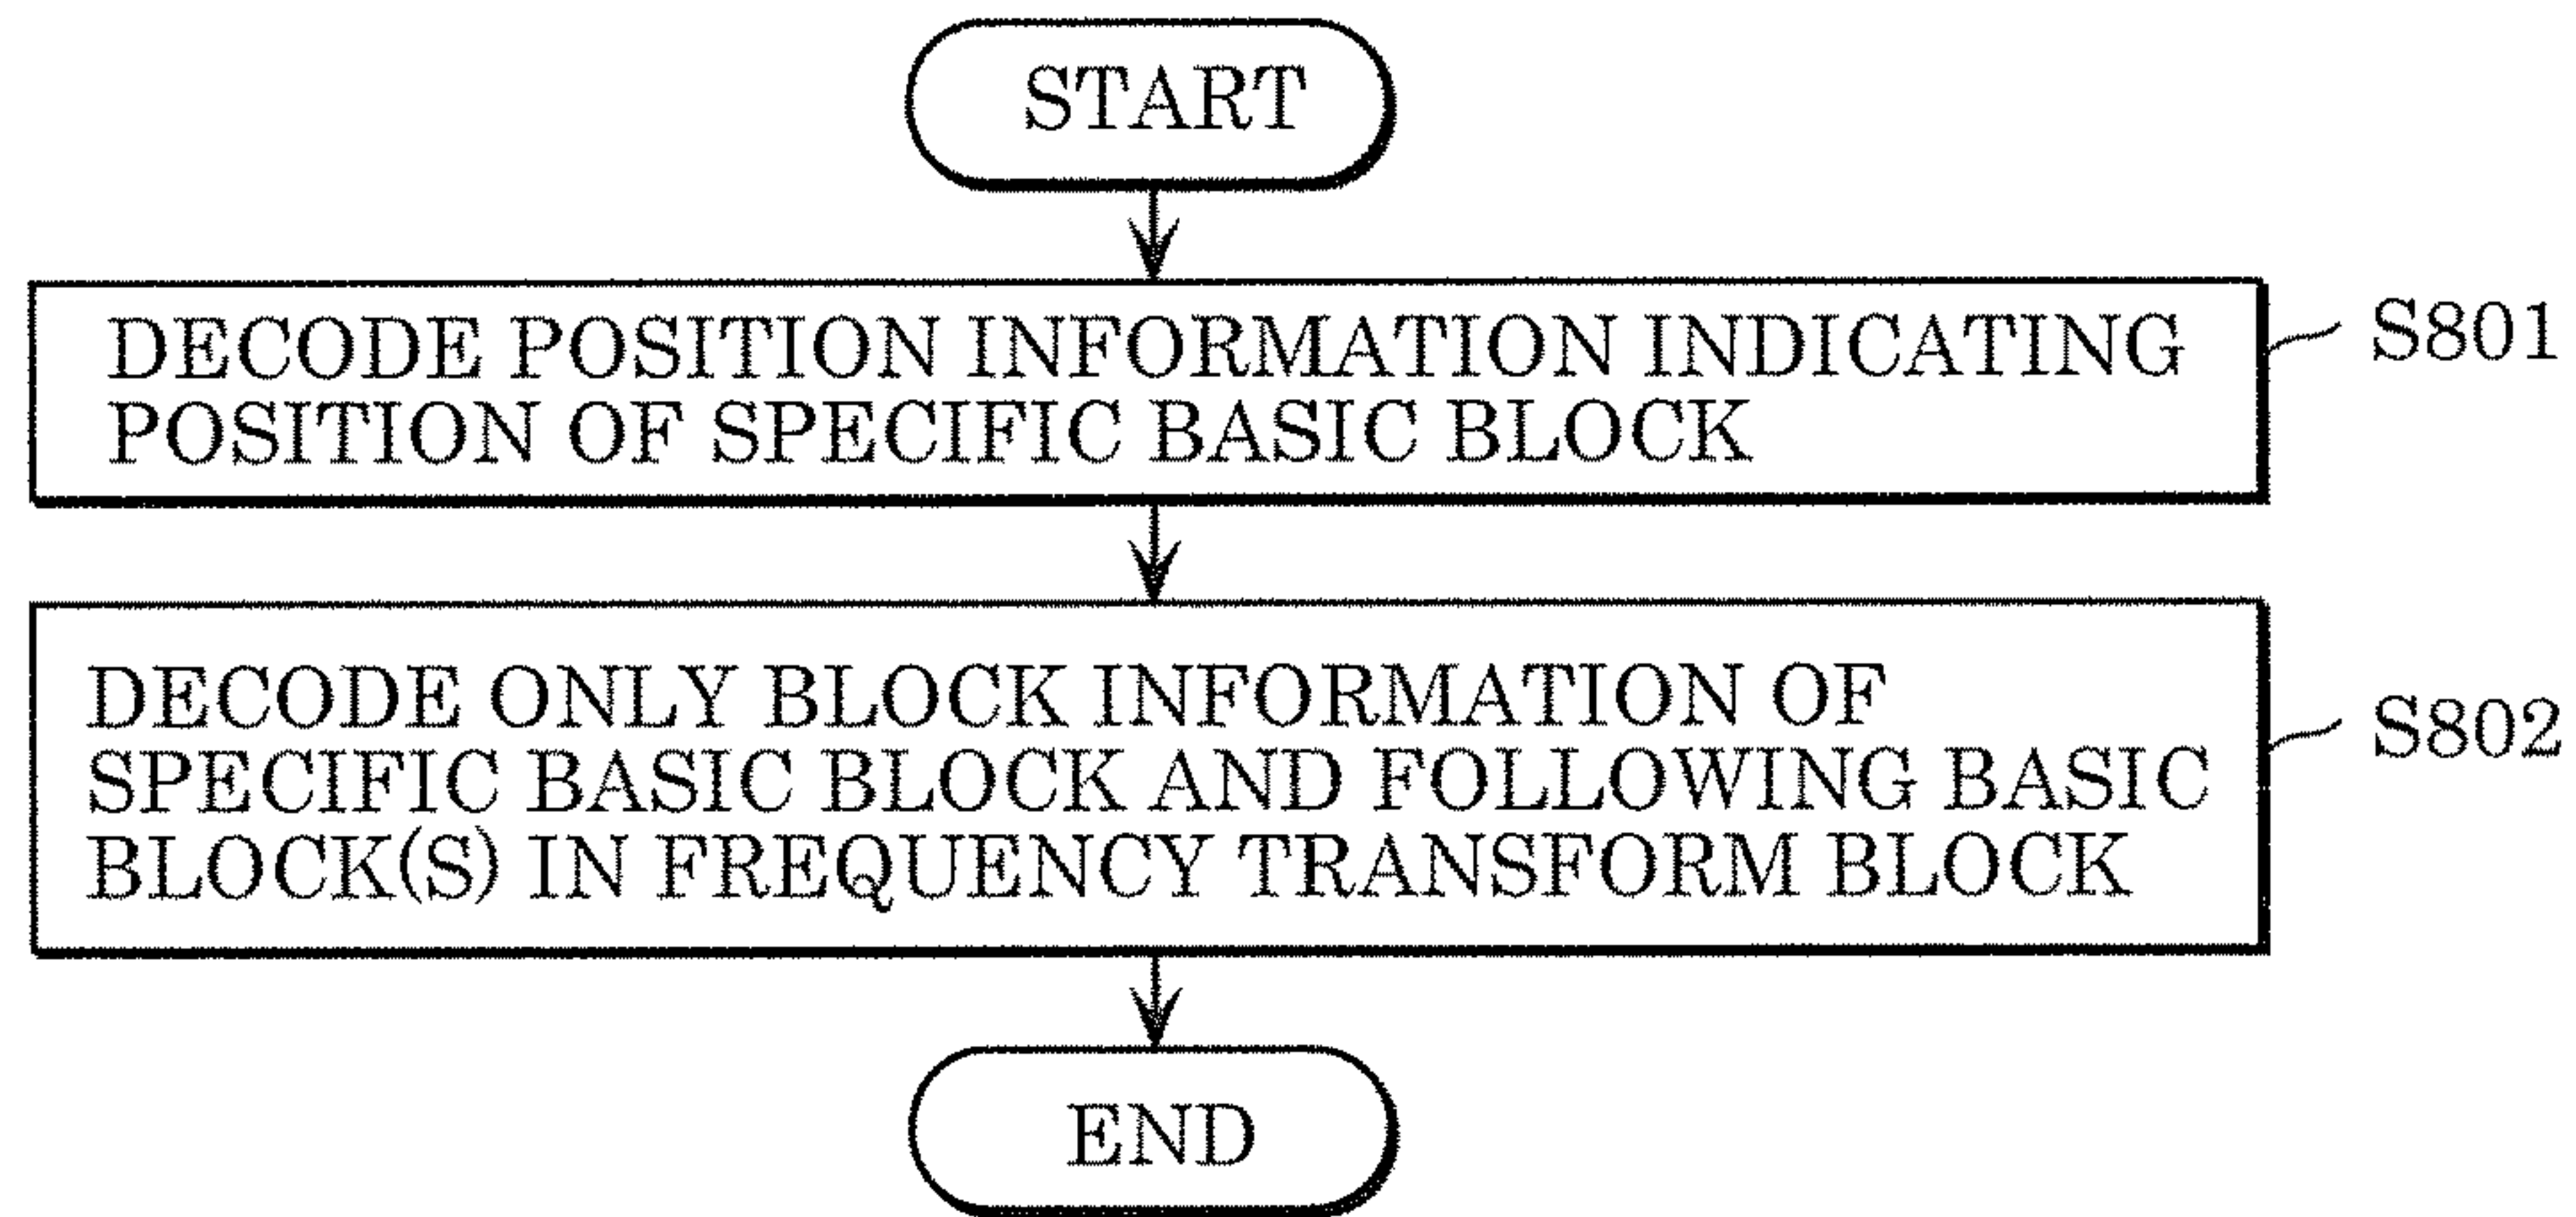 START
DECODE POSITION INFORMATION INDICATING
POSITION OF SPECIFIC BASIC BLOCK
S801
DECODE ONLY BLOCK INFORMATION OF
SPECIFIC BASIC BLOCK AND FOLLOWING BASIC
BLOCK(S) IN FREQUENCY TRANSFORM BLOCK
S802
END